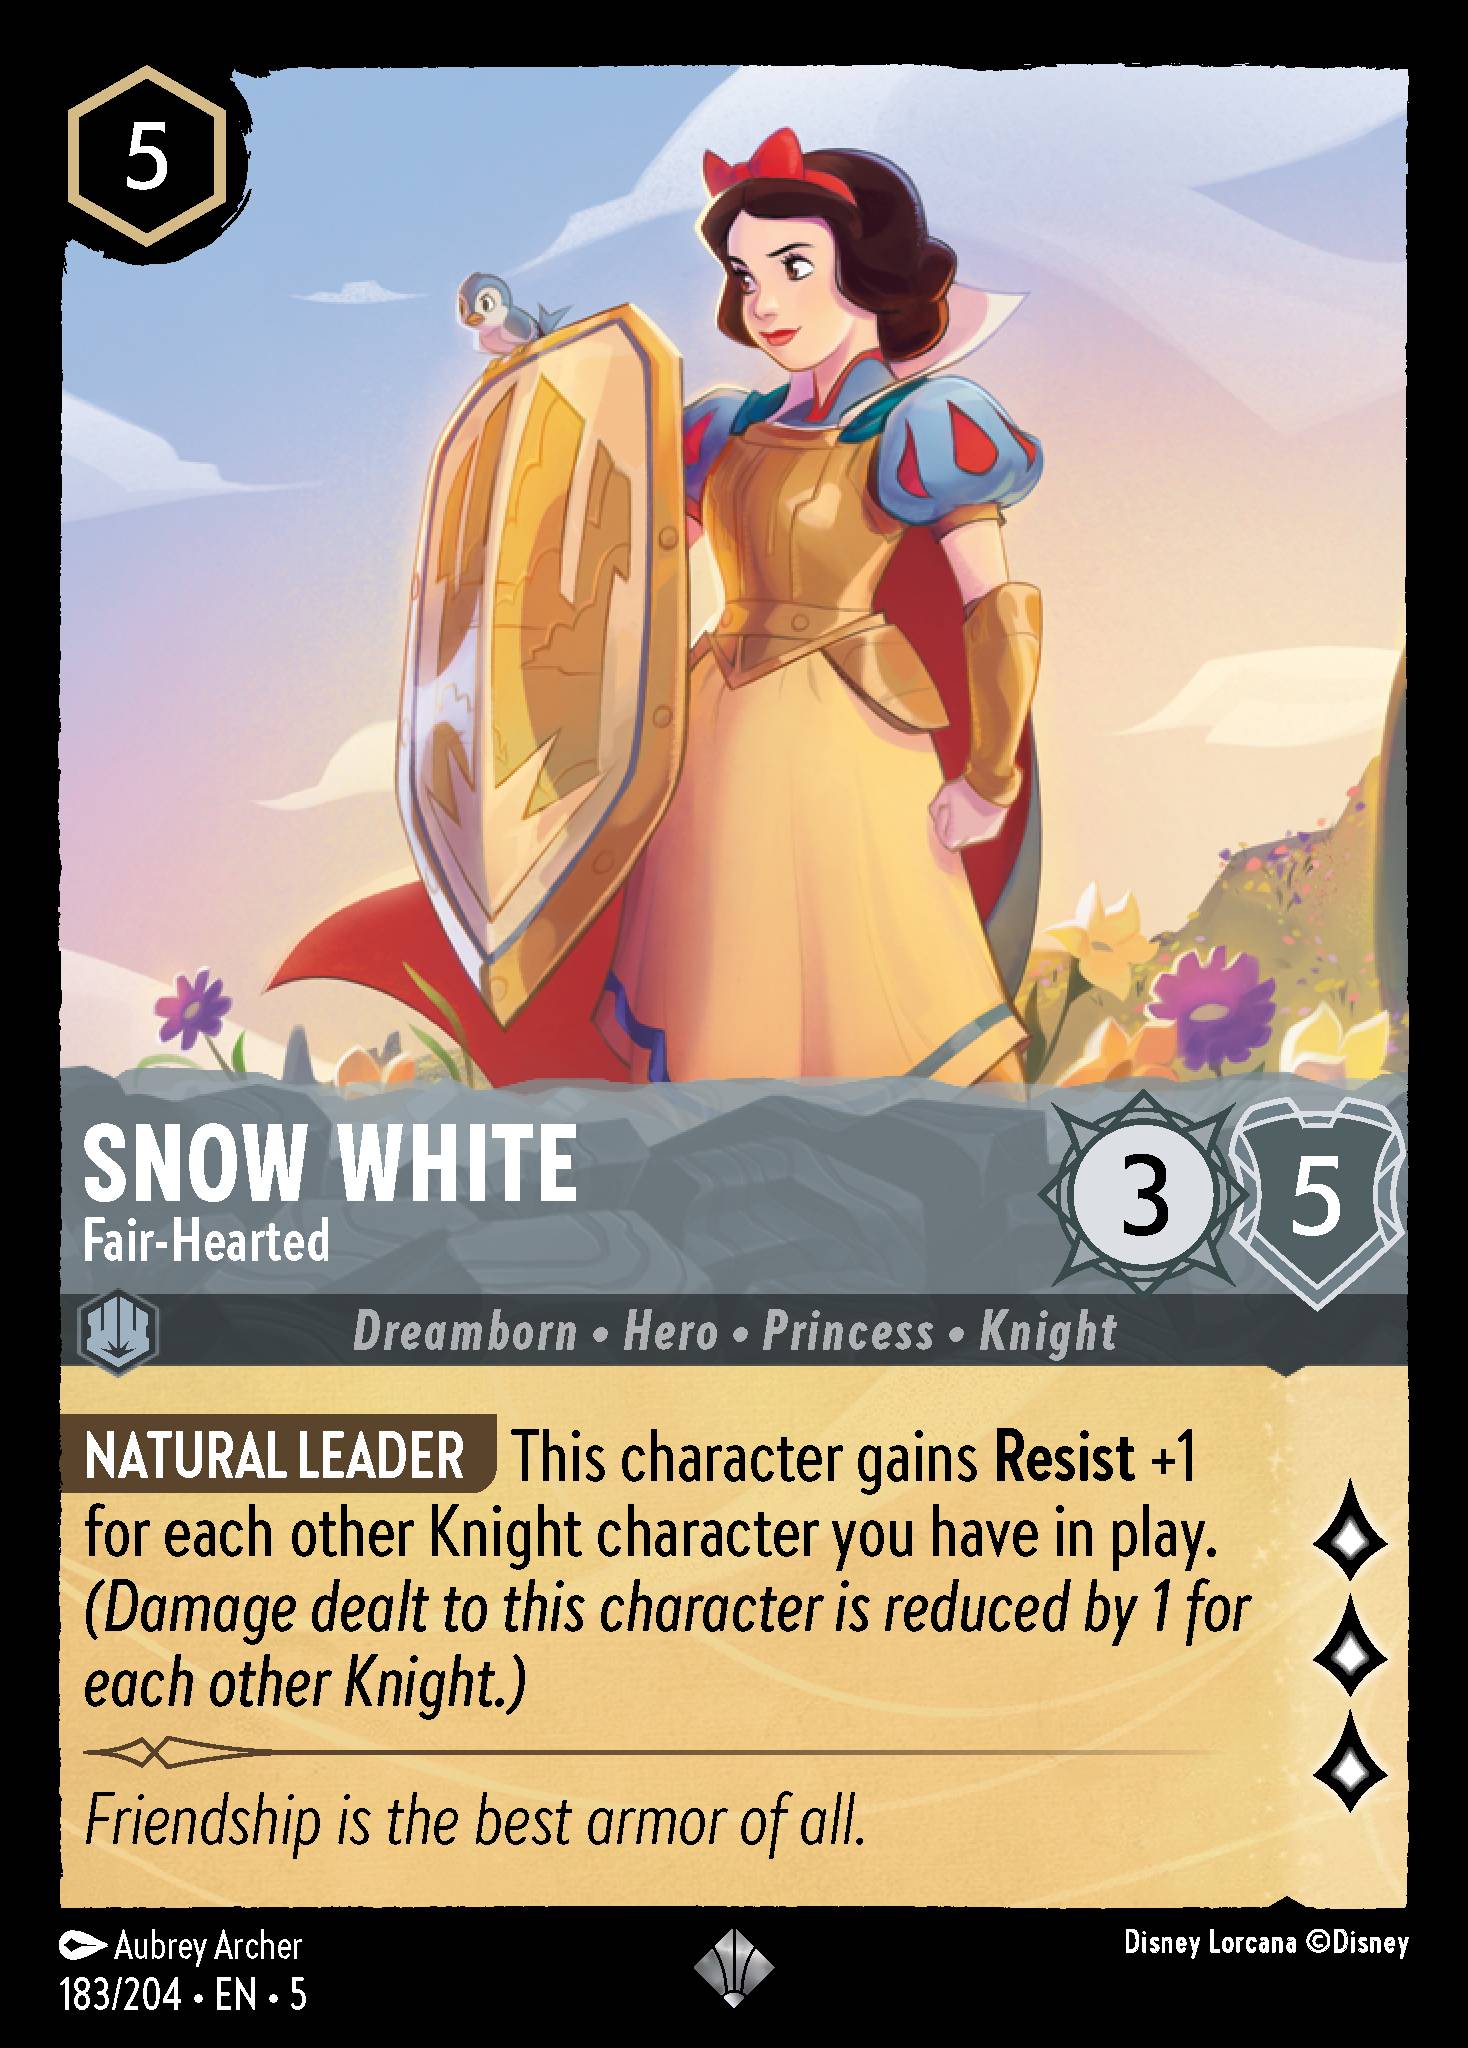 5
SNOW WHITE
Fair-Hearted
3
5
Dreamborn • Hero • Princess • Knight
NATURAL LEADER This character gains Resist +1
for each other Knight character you have in play.
(Damage dealt to this character is reduced by 1 for
each other Knight.)
Friendship is the best armor of all.
Aubrey Archer
Disney Lorcana ©Disney
183/204 • EN • 5